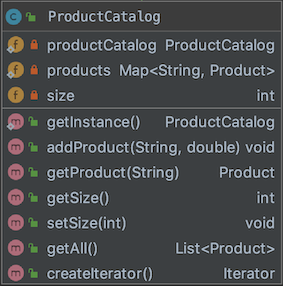 C ProductCatalog
f productCatalog ProductCatalog
f products Map<String, Product>
f size int
m getInstance() ProductCatalog
m addProduct(String, double) void
m getProduct(String) Product
m getSize() int
m setSize(int) void
m getAll() List<Product>
m createIterator() Iterator